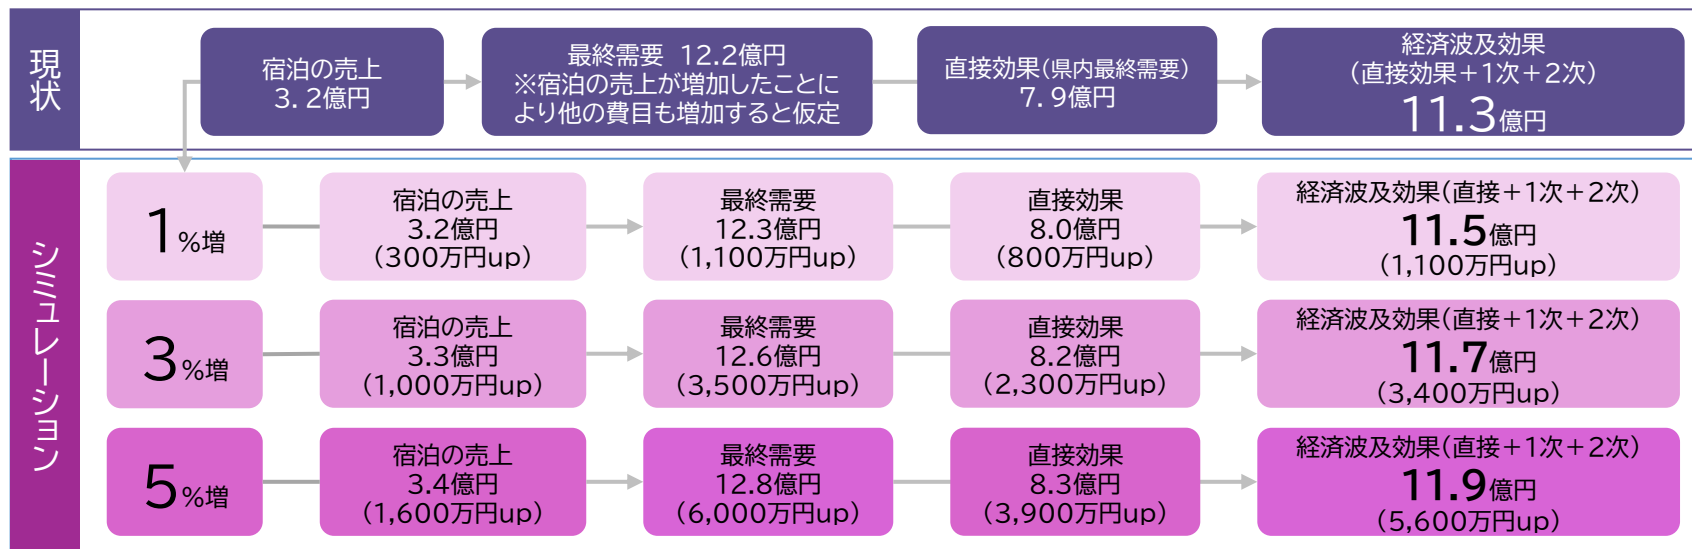 現状
宿泊の売上
3.2億円
最終需要 12.2億円
※宿泊の売上が増加したことに
より他の費目も増加すると仮定
直接効果(県内最終需要)
7.9億円
経済波及効果
(直接効果+1次+2次)
11.3億円
シミュレーション
1%増
宿泊の売上
3.2億円
(300万円up)
最終需要
12.3億円
(1,100万円up)
直接効果
8.0億円
(800万円up)
経済波及効果(直接+1次+2次)
11.5億円
(1,100万円up)
3%増
宿泊の売上
3.3億円
(1,000万円up)
最終需要
12.6億円
(3,500万円up)
直接効果
8.2億円
(2,300万円up)
経済波及効果(直接+1次+2次)
11.7億円
(3,400万円up)
5%増
宿泊の売上
3.4億円
(1,600万円up)
最終需要
12.8億円
(6,000万円up)
直接効果
8.3億円
(3,900万円up)
経済波及効果(直接+1次+2次)
11.9億円
(5,600万円up)